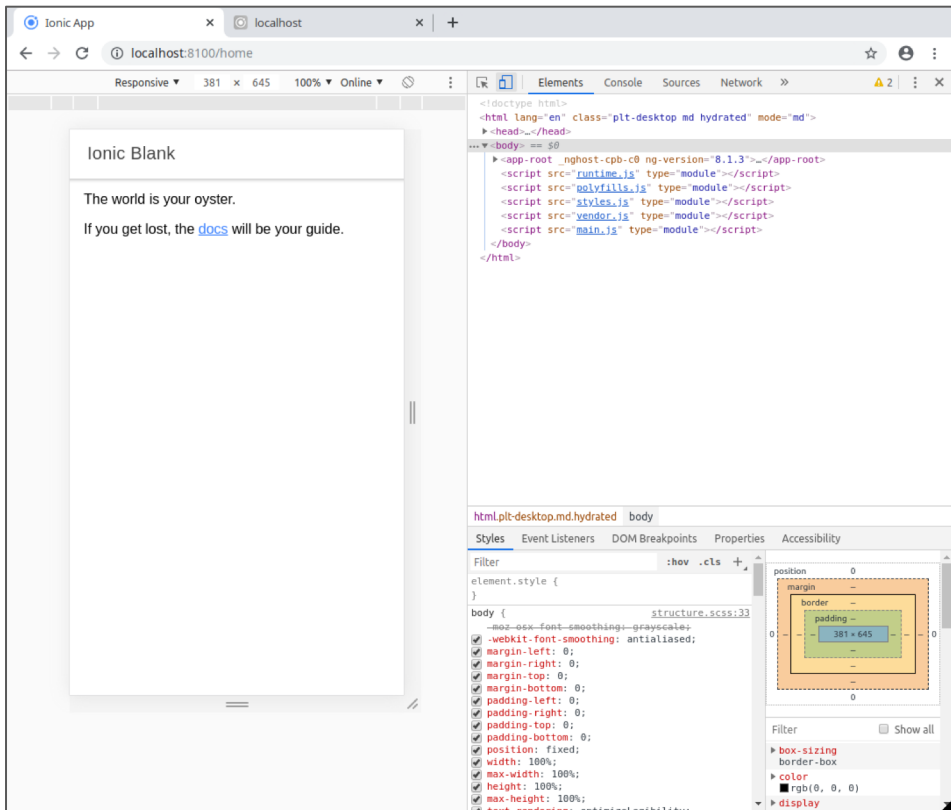 Ionic App
localhost
localhost:8100/home
Responsive ▼ 381 × 645 100% ▼ Online ▼
Elements Console Sources Network » 2
Ionic Blank
The world is your oyster.
If you get lost, the docs will be your guide.
<!doctype html>
<html lang="en" class="plt-desktop md hydrated" mode="md">
▶<head>…</head>
…▼<body> == $0
▶<app-root _nghost-cpb-c0 ng-version="8.1.3">…</app-root>
<script src="runtime.js" type="module"></script>
<script src="polyfills.js" type="module"></script>
<script src="styles.js" type="module"></script>
<script src="vendor.js" type="module"></script>
<script src="main.js" type="module"></script>
</body>
</html>
html.plt-desktop.md.hydrated body
Styles Event Listeners DOM Breakpoints Properties Accessibility
Filter :hov .cls +
element.style {
}
body { structure.scss:33
-moz-osx-font-smoothing: grayscale;
-webkit-font-smoothing: antialiased;
margin-left: 0;
margin-right: 0;
margin-top: 0;
margin-bottom: 0;
padding-left: 0;
padding-right: 0;
padding-top: 0;
padding-bottom: 0;
position: fixed;
width: 100%;
max-width: 100%;
height: 100%;
max-height: 100%;
text-rendering: optimizeLegibility;
position 0
margin –
border –
padding –
0 – – – 381 × 645 – – – 0
–
–
–
0
Filter Show all
▶box-sizing
border-box
▶color
rgb(0, 0, 0)
▶display